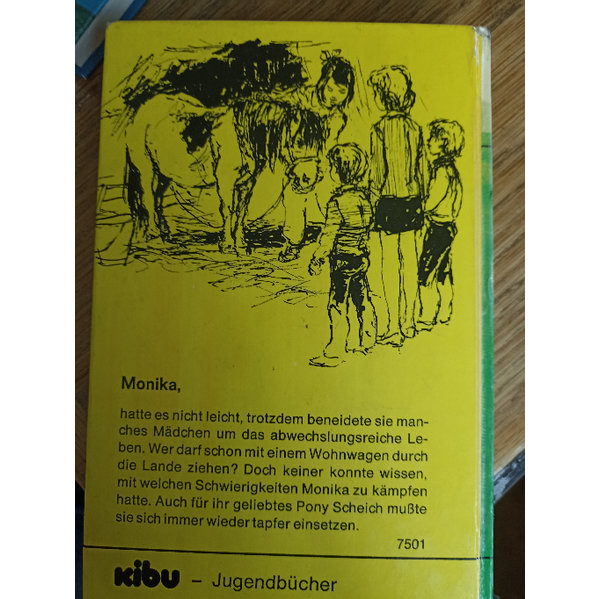 Monika,
hatte es nicht leicht, trotzdem beneidete sie man-
ches Mädchen um das abwechslungsreiche Le-
ben. Wer darf schon mit einem Wohnwagen durch
die Lande ziehen? Doch keiner konnte wissen,
mit welchen Schwierigkeiten Monika zu kämpfen
hatte. Auch für ihr geliebtes Pony Scheich mußte
sie sich immer wieder tapfer einsetzen.
7501
kibu – Jugendbücher